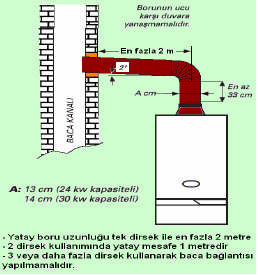 Borunun ucu
karşı duvara
yanaşmamalıdır.
En fazla 2 m
2°
A cm
En az
33 cm
BACA KANALI
A: 13 cm (24 kw kapasiteli)
14 cm (30 kw kapasiteli)
- Yatay boru uzunluğu tek dirsek ile en fazla 2 metre
- 2 dirsek kullanımında yatay mesafe 1 metredir
- 3 veya daha fazla dirsek kullanarak baca bağlantısı
yapılmamalıdır.